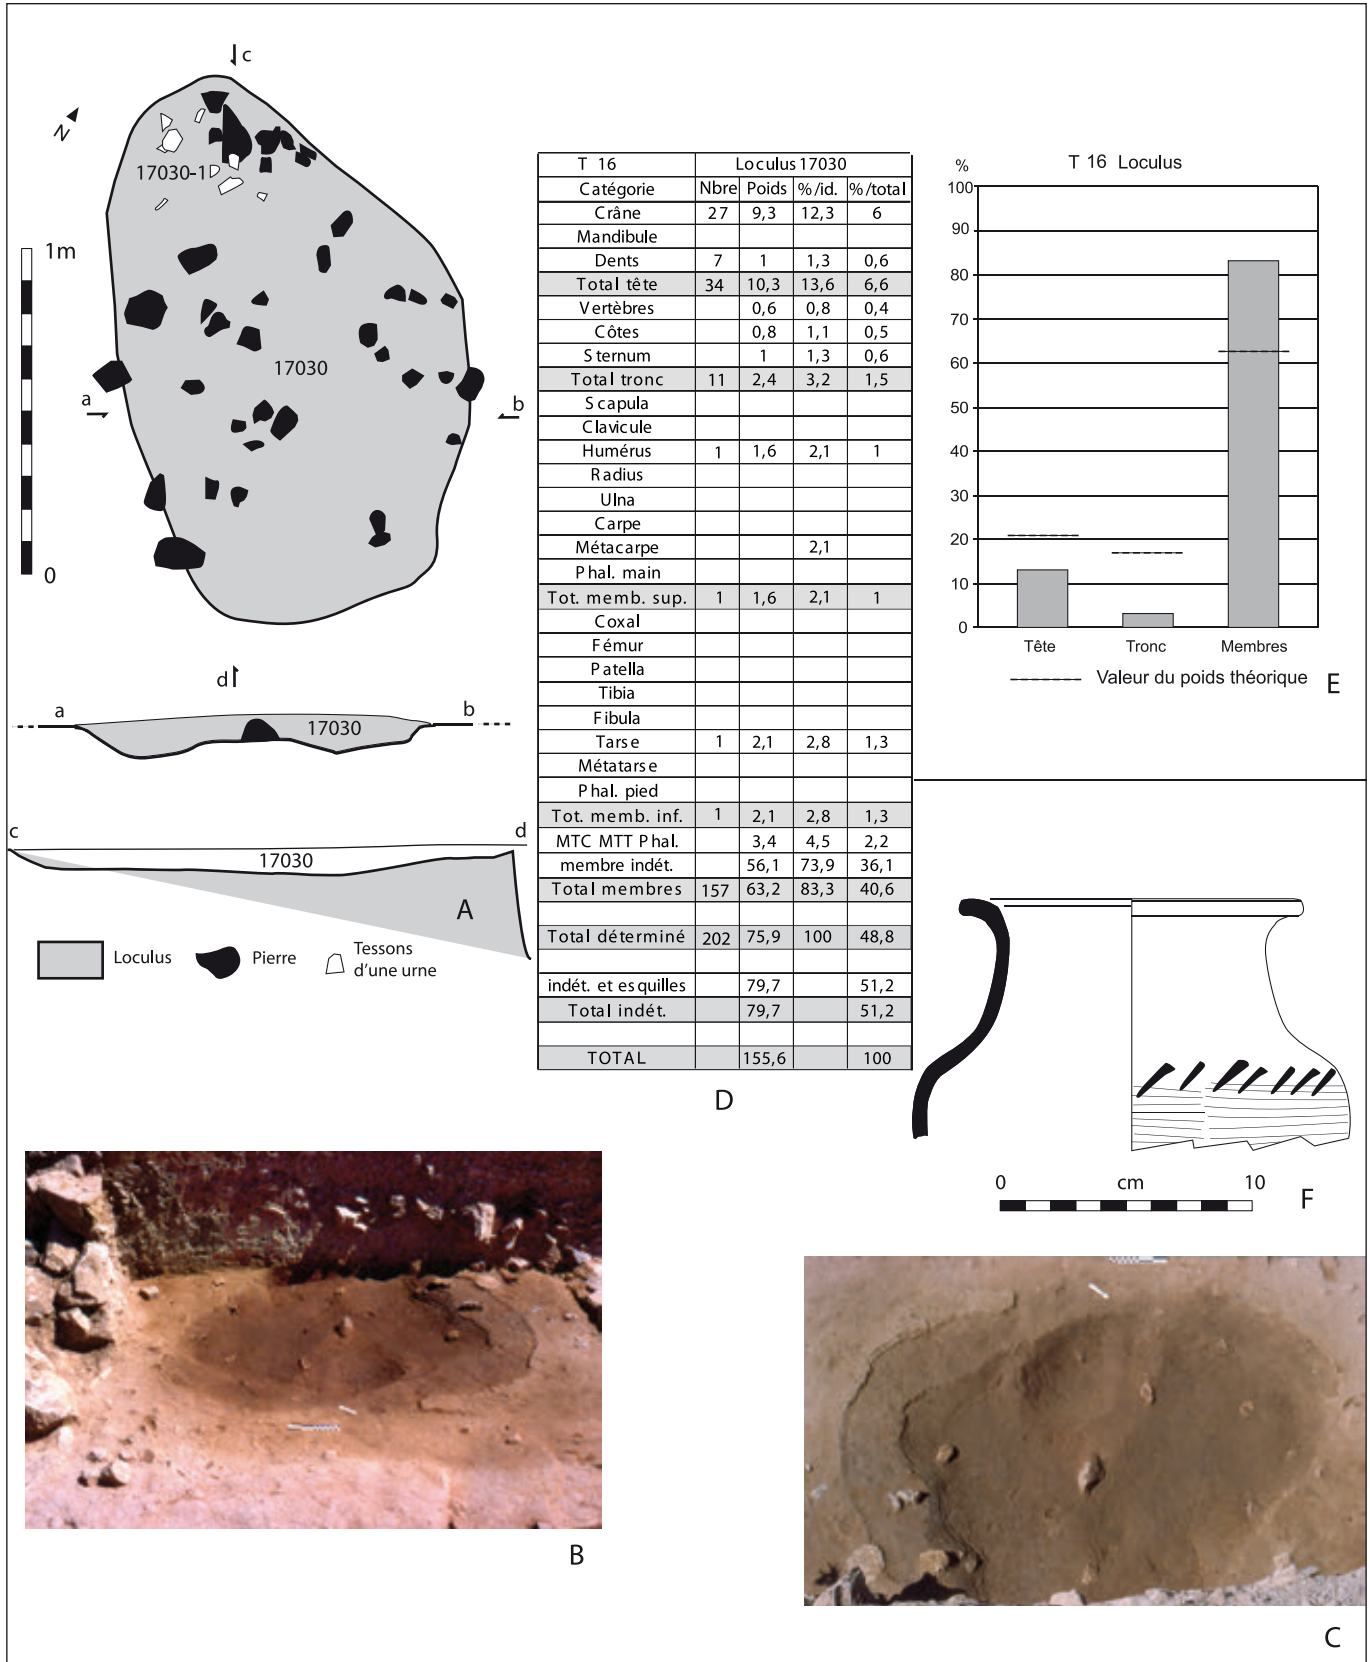 c
N
17030-1
1m
17030
a
b
0
d
a
17030
b
c
d
17030
A
Loculus
Pierre
Tessons
d'une urne
T 16 Loculus 17030
Catégorie Nbre Poids %/id. %/total
Crâne 27 9,3 12,3 6
Mandibule
Dents 7 1 1,3 0,6
Total tête 34 10,3 13,6 6,6
Vertèbres 0,6 0,8 0,4
Côtes 0,8 1,1 0,5
Sternum 1 1,3 0,6
Total tronc 11 2,4 3,2 1,5
Scapula
Clavicule
Humérus 1 1,6 2,1 1
Radius
Ulna
Carpe
Métacarpe 2,1
Phal. main
Tot. memb. sup. 1 1,6 2,1 1
Coxal
Fémur
Patella
Tibia
Fibula
Tarse 1 2,1 2,8 1,3
Métatarse
Phal. pied
Tot. memb. inf. 1 2,1 2,8 1,3
MTC MTT Phal. 3,4 4,5 2,2
membre indét. 56,1 73,9 36,1
Total membres 157 63,2 83,3 40,6
Total déterminé 202 75,9 100 48,8
indét. et esquilles 79,7 51,2
Total indét. 79,7 51,2
TOTAL 155,6 100
D
% T 16 Loculus
100
90
80
70
60
50
40
30
20
10
0
Tête Tronc Membres
Valeur du poids théorique
E
0 cm 10
F
B
C